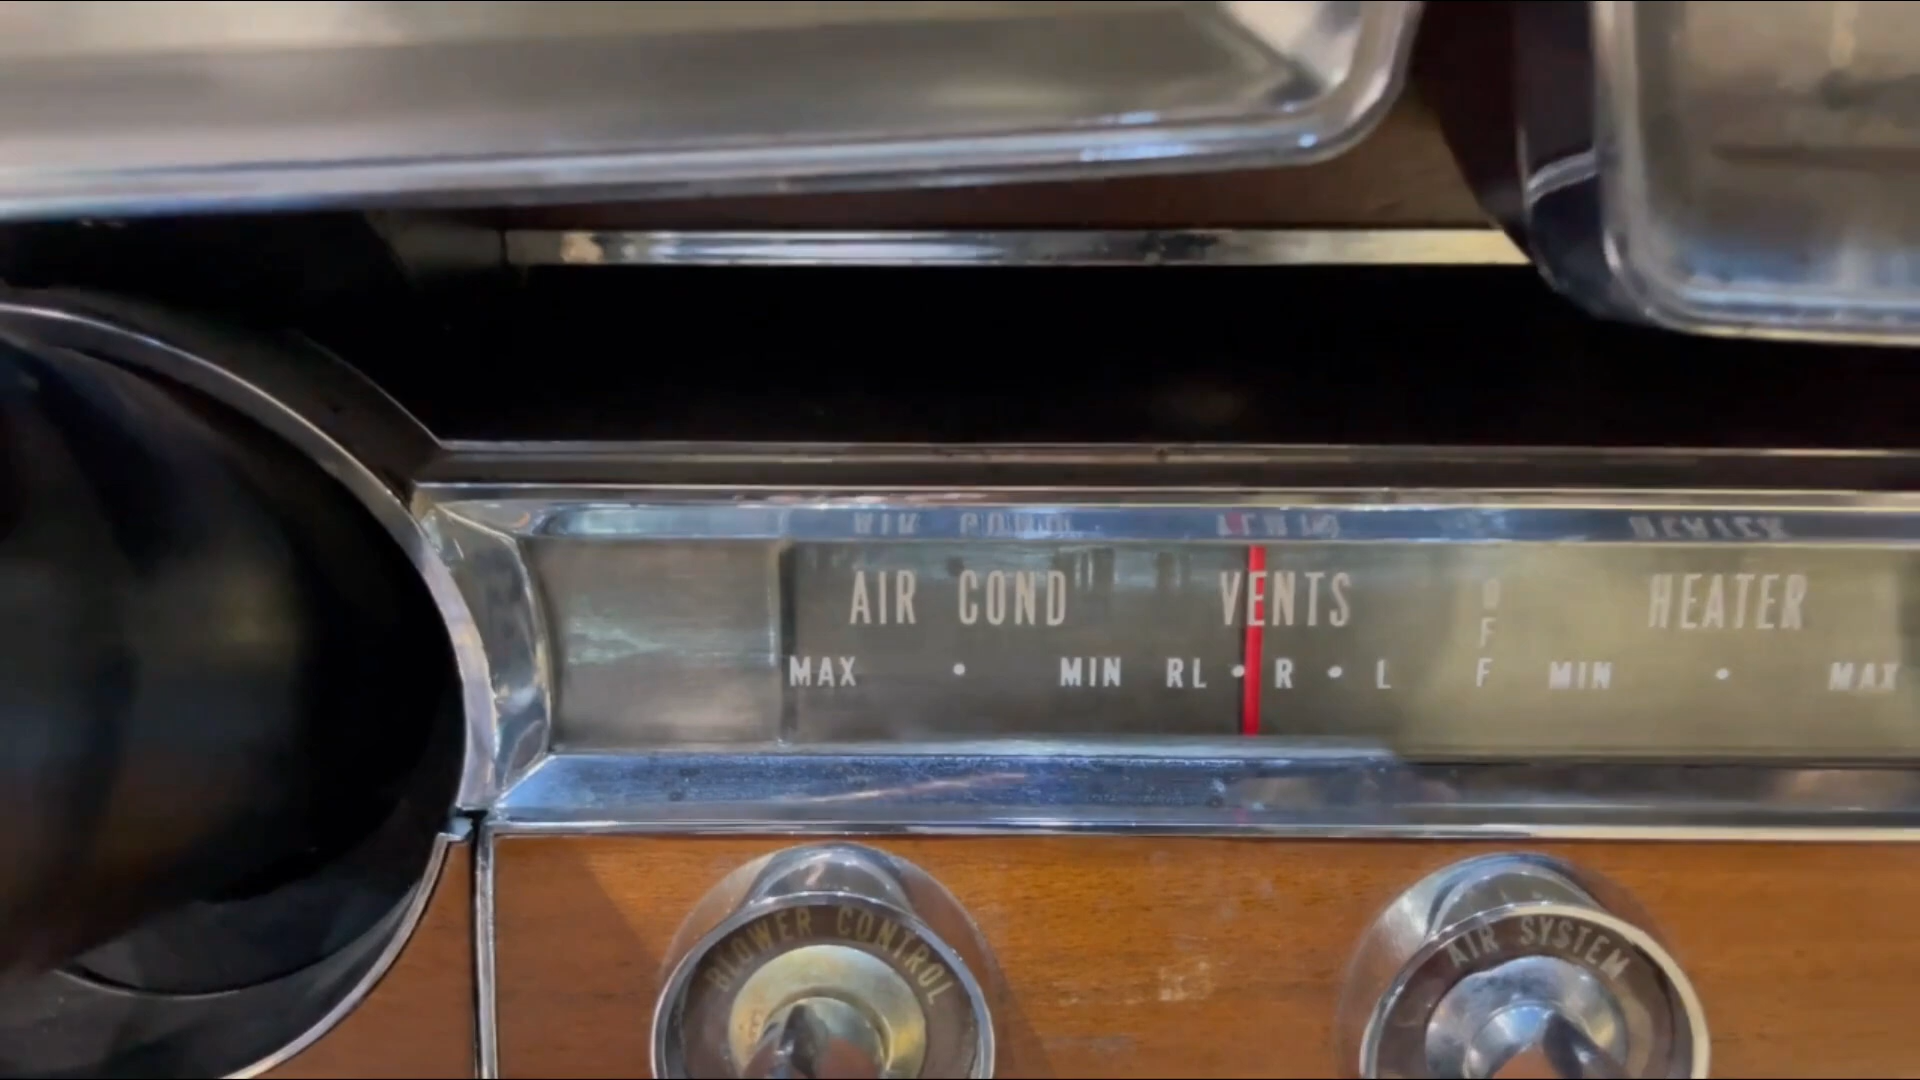 AIR COND VENTS OFF HEATER
MAX • MIN RL • R • L MIN • MAX
BLOWER CONTROL
AIR SYSTEM